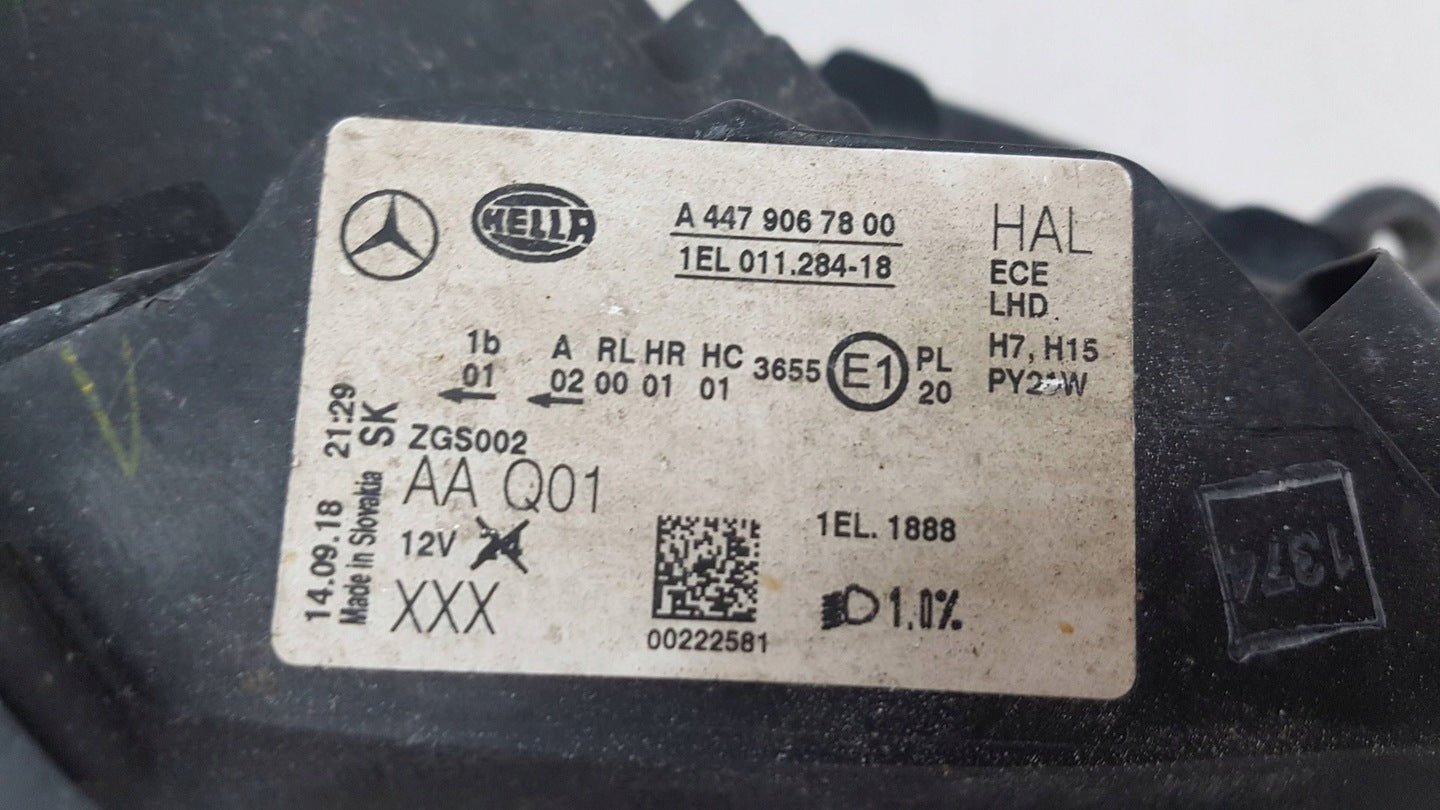 HELLA
A 447 906 78 00
1EL 011.284-18
HAL
ECE
LHD
H7, H15
1b
01
A RL HR HC 3655 E1 PL
02 00 01 01 20
14.09.18 21:29
Made in Slovakia SK
ZGS002
AA Q01
12V
XXX
00222581
1EL. 1888
1.0%
1374